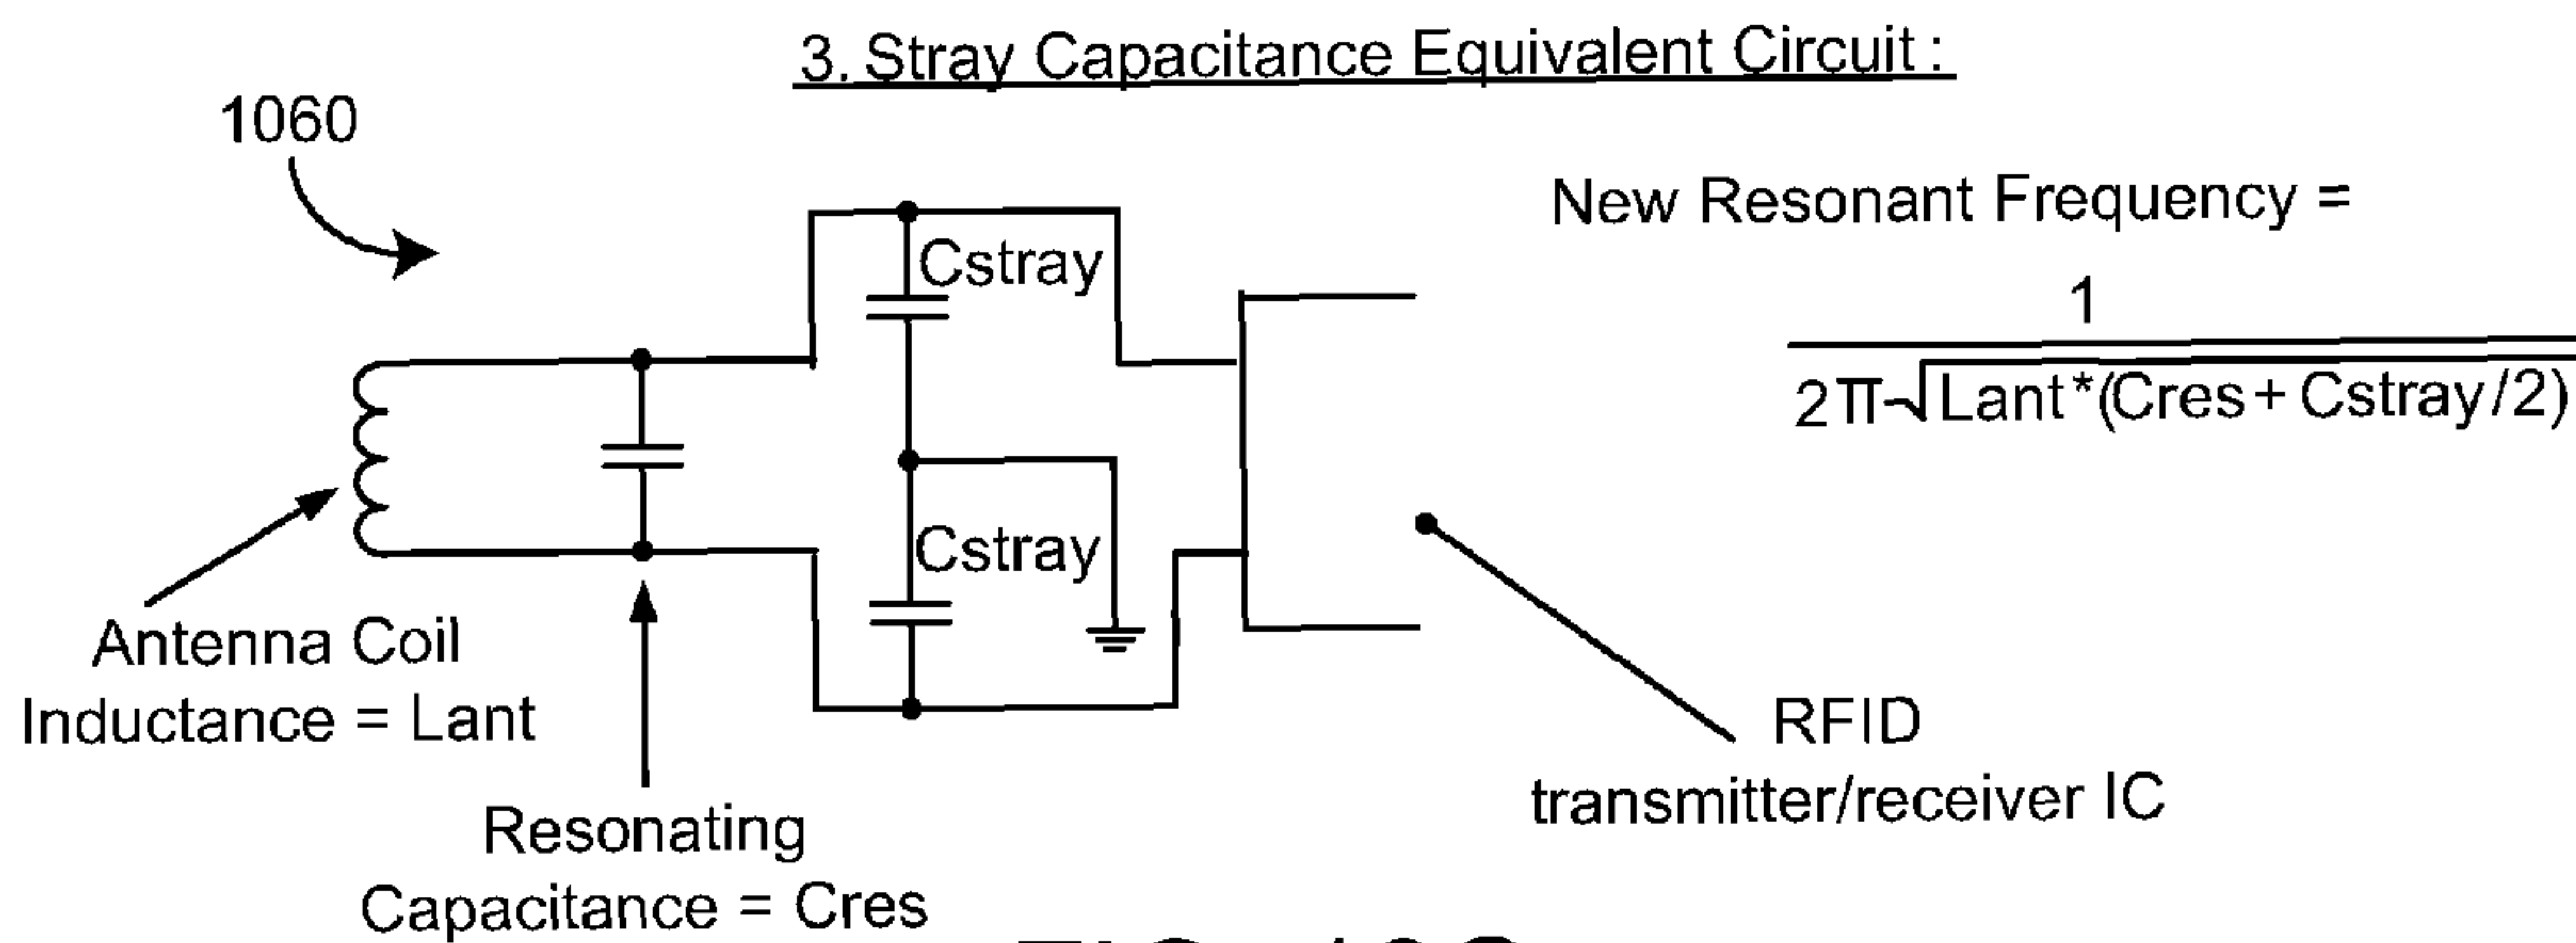 3. Stray Capacitance Equivalent Circuit :
1060
New Resonant Frequency =
1
2π√Lant*(Cres + Cstray/2)
Cstray
Cstray
Antenna Coil
Inductance = Lant
Resonating
Capacitance = Cres
RFID
transmitter/receiver IC